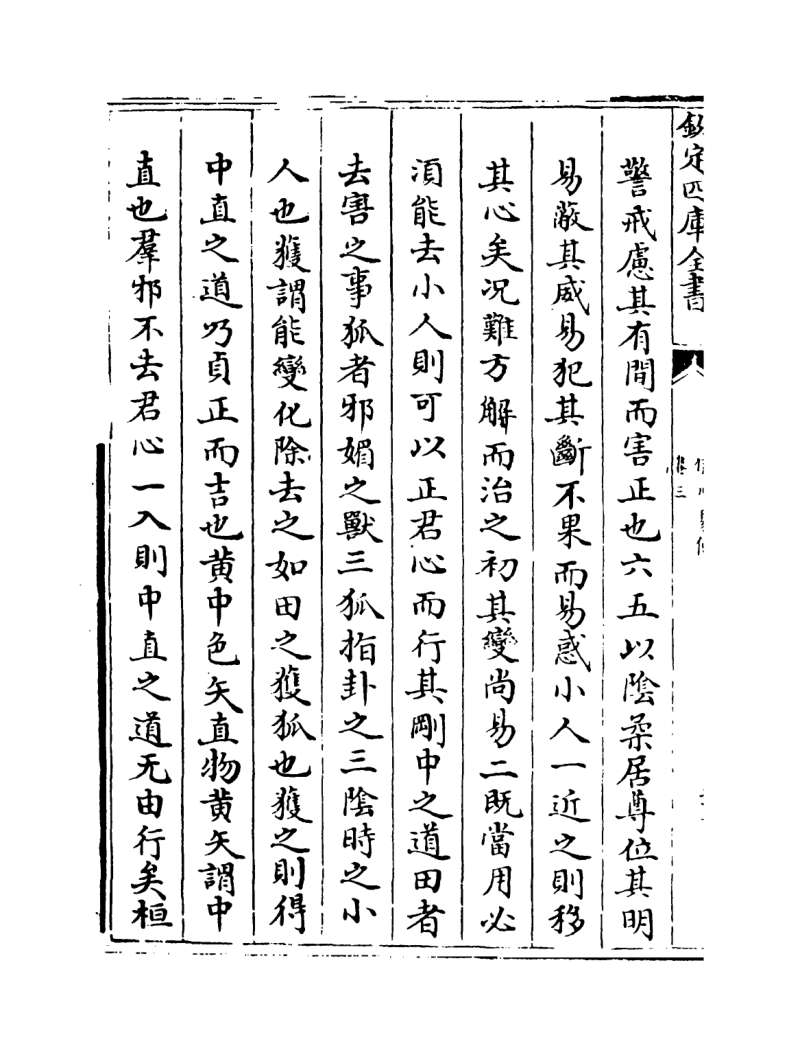 欽定四庫全書
警戒慮其有間而害正也六五以陰柔居尊位其明
易蔽其威易犯其斷不果而易惑小人一近之則移
其心矣况難方解而治之初其變尚易二既當用必
須能去小人則可以正君心而行其剛中之道田者
去害之事狐者邪媚之獸三狐指卦之三陰時之小
人也獲謂能變化除去之如田之獲狐也獲之則得
中直之道乃貞正而吉也黄中色矢直物黄矢謂中
直也羣邪不去君心一入則中直之道无由行矣桓